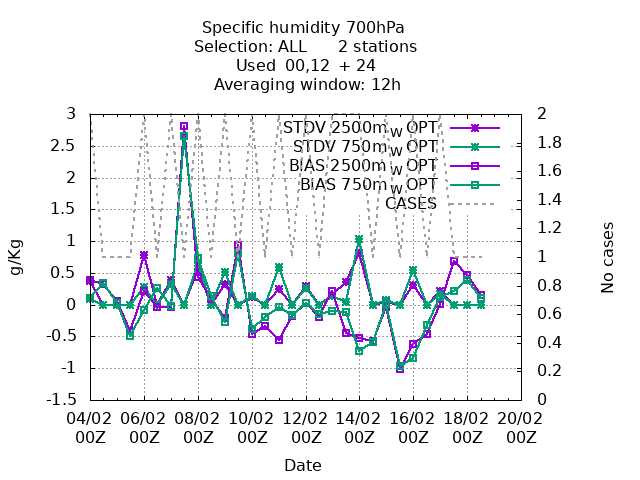 Specific humidity 700hPa
Selection: ALL 2 stations
Used 00,12 + 24
Averaging window: 12h
STDV 2500m_w OPT
STDV 750m_w OPT
BIAS 2500m_w OPT
BIAS 750m_w OPT
CASES
g/Kg
3
2.5
2
1.5
1
0.5
0
-0.5
-1
-1.5
No cases
2
1.8
1.6
1.4
1.2
1
0.8
0.6
0.4
0.2
0
04/02 06/02 08/02 10/02 12/02 14/02 16/02 18/02 20/02
00Z 00Z 00Z 00Z 00Z 00Z 00Z 00Z 00Z
Date